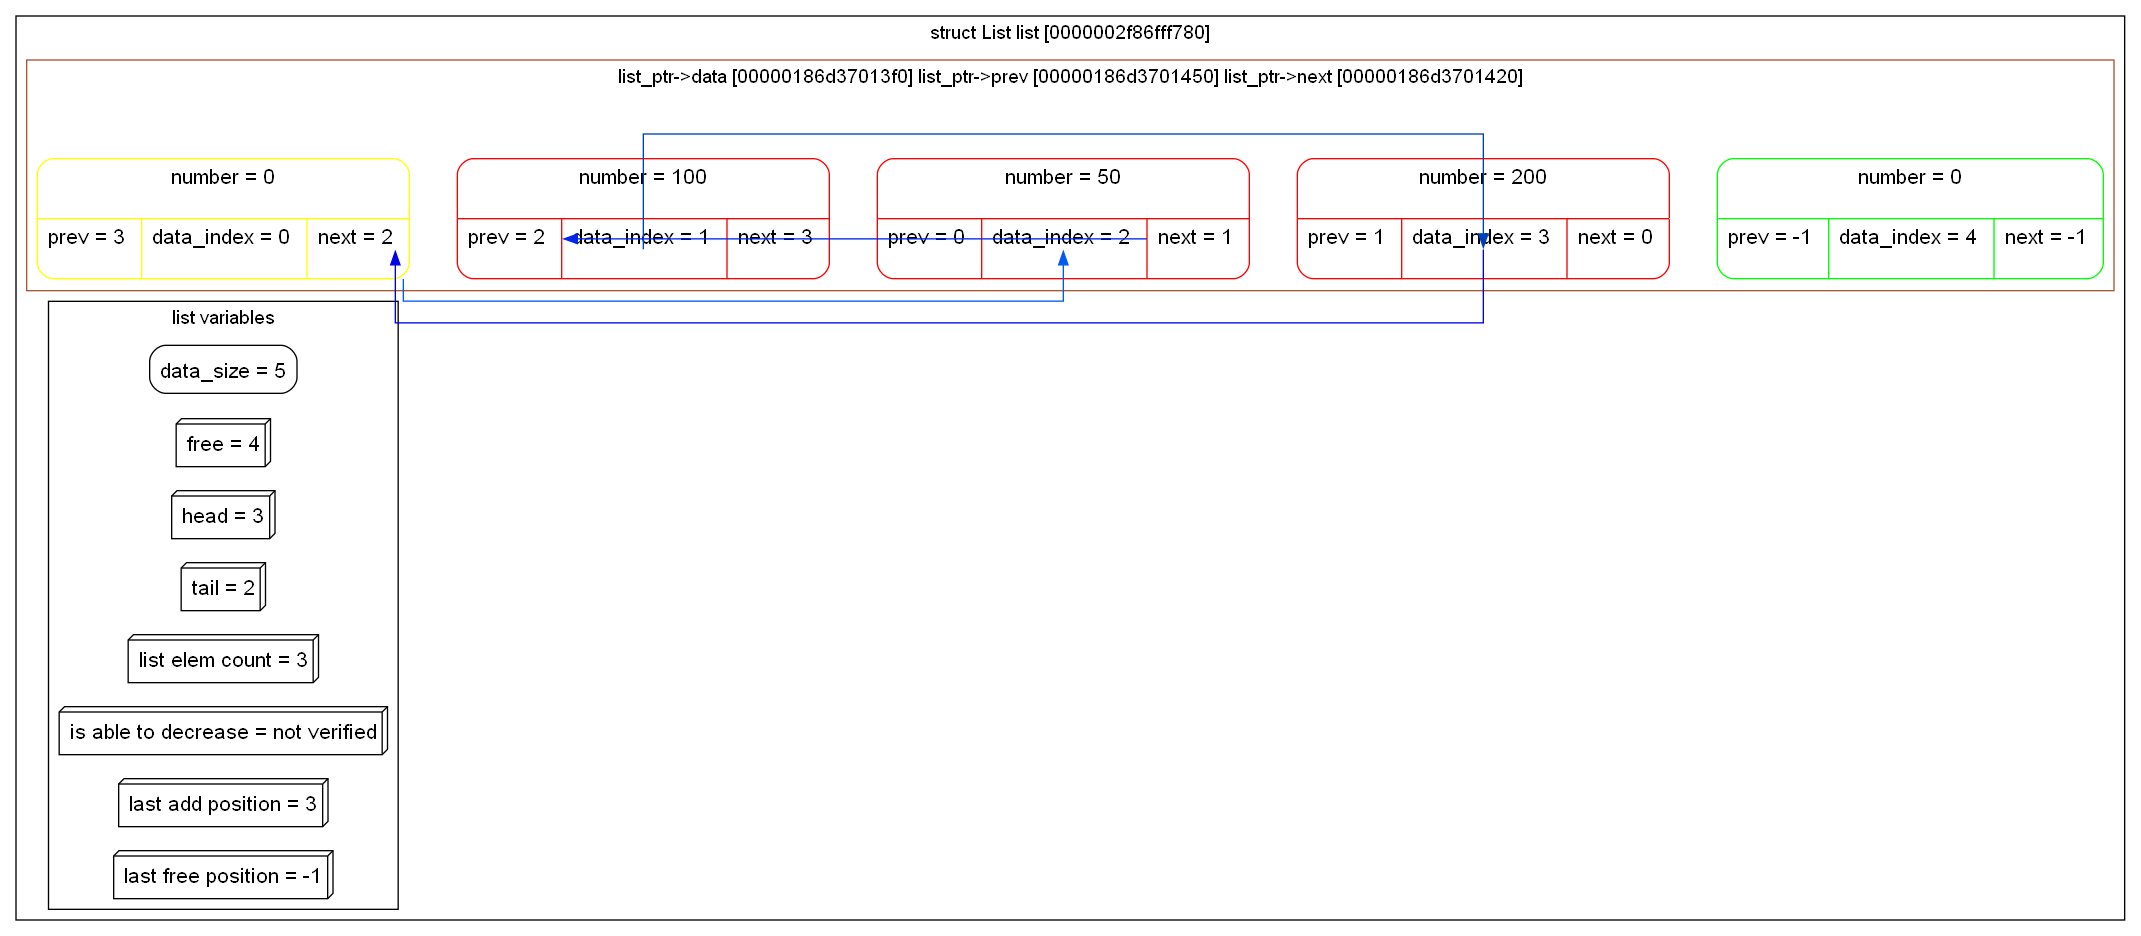 struct List list [0000002f86fff780]
list_ptr->data [00000186d37013f0] list_ptr->prev [00000186d3701450] list_ptr->next [00000186d3701420]
number = 0
prev = 3 data_index = 0 next = 2
number = 100
prev = 2 data_index = 1 next = 3
number = 50
prev = 0 data_index = 2 next = 1
number = 200
prev = 1 data_index = 3 next = 0
number = 0
prev = -1 data_index = 4 next = -1
list variables
data_size = 5
free = 4
head = 3
tail = 2
list elem count = 3
is able to decrease = not verified
last add position = 3
last free position = -1